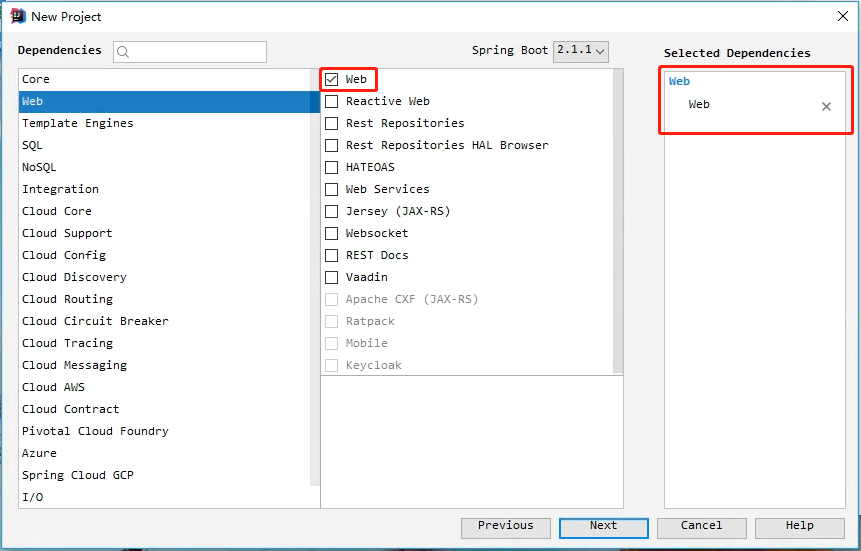 New Project
Dependencies
Spring Boot 2.1.1
Selected Dependencies
Core
Web
Template Engines
SQL
NoSQL
Integration
Cloud Core
Cloud Support
Cloud Config
Cloud Discovery
Cloud Routing
Cloud Circuit Breaker
Cloud Tracing
Cloud Messaging
Cloud AWS
Cloud Contract
Pivotal Cloud Foundry
Azure
Spring Cloud GCP
I/O
Web
Reactive Web
Rest Repositories
Rest Repositories HAL Browser
HATEOAS
Web Services
Jersey (JAX-RS)
Websocket
REST Docs
Vaadin
Apache CXF (JAX-RS)
Ratpack
Mobile
Keycloak
Web
Web
Previous
Next
Cancel
Help